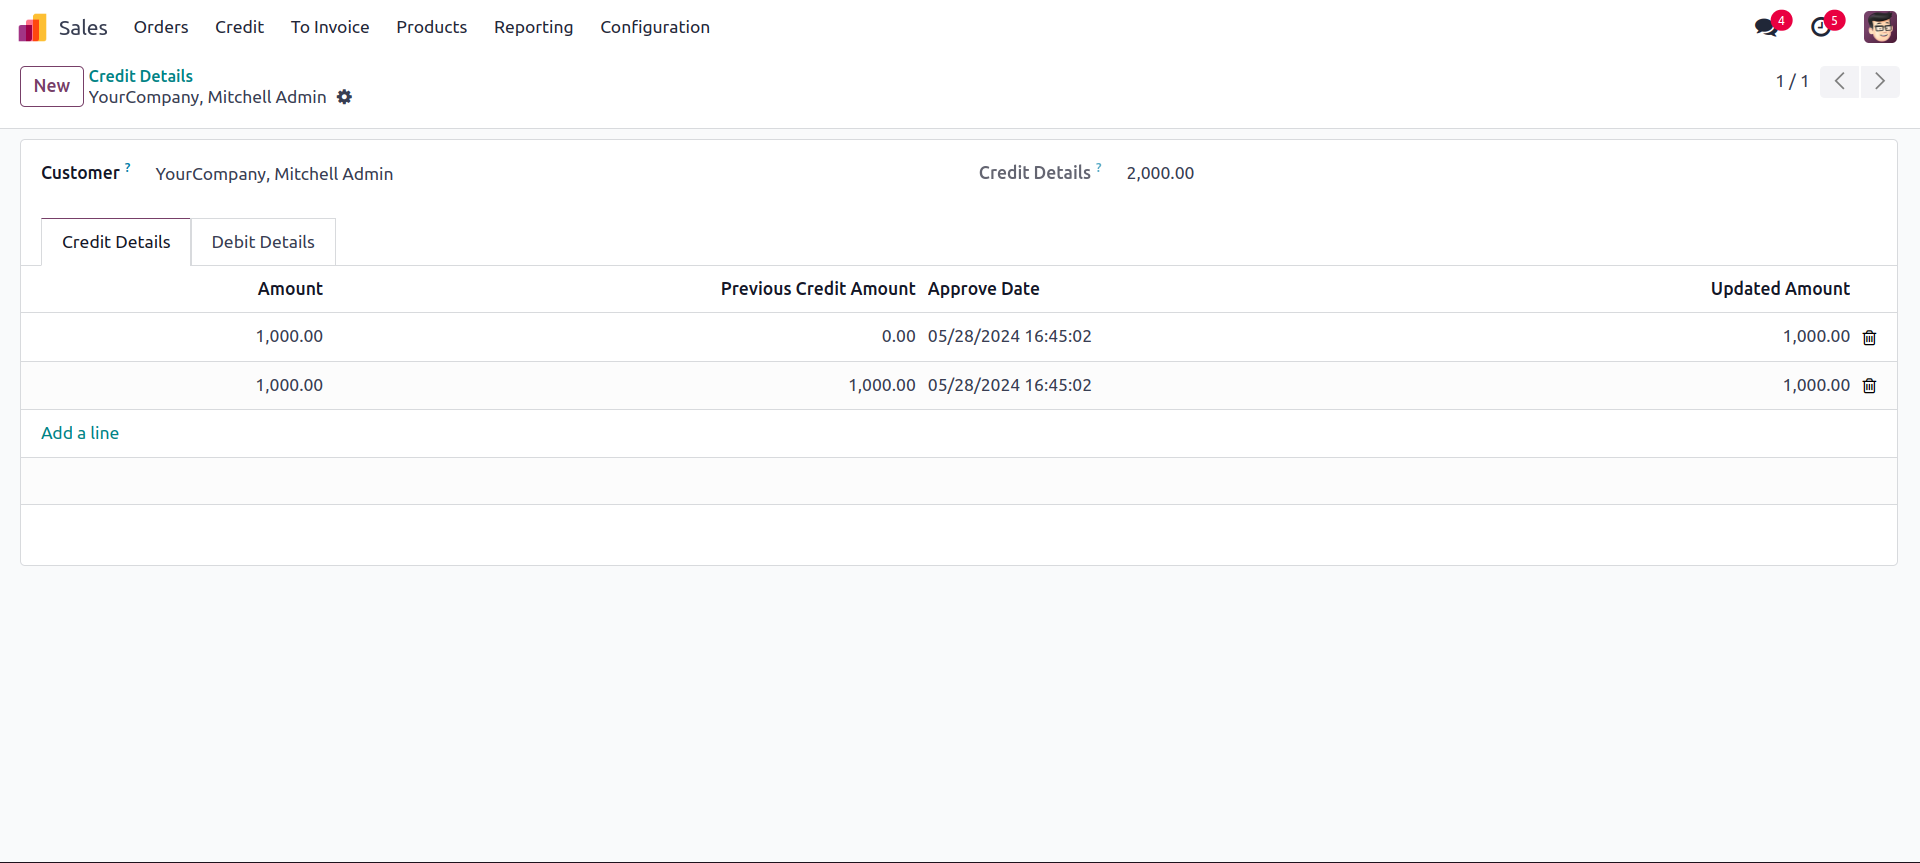 Sales Orders Credit To Invoice Products Reporting Configuration 4 5
New Credit Details
YourCompany, Mitchell Admin
1 / 1
Customer ? YourCompany, Mitchell Admin Credit Details ? 2,000.00
Credit Details Debit Details
Amount Previous Credit Amount Approve Date Updated Amount
1,000.00 0.00 05/28/2024 16:45:02 1,000.00
1,000.00 1,000.00 05/28/2024 16:45:02 1,000.00
Add a line